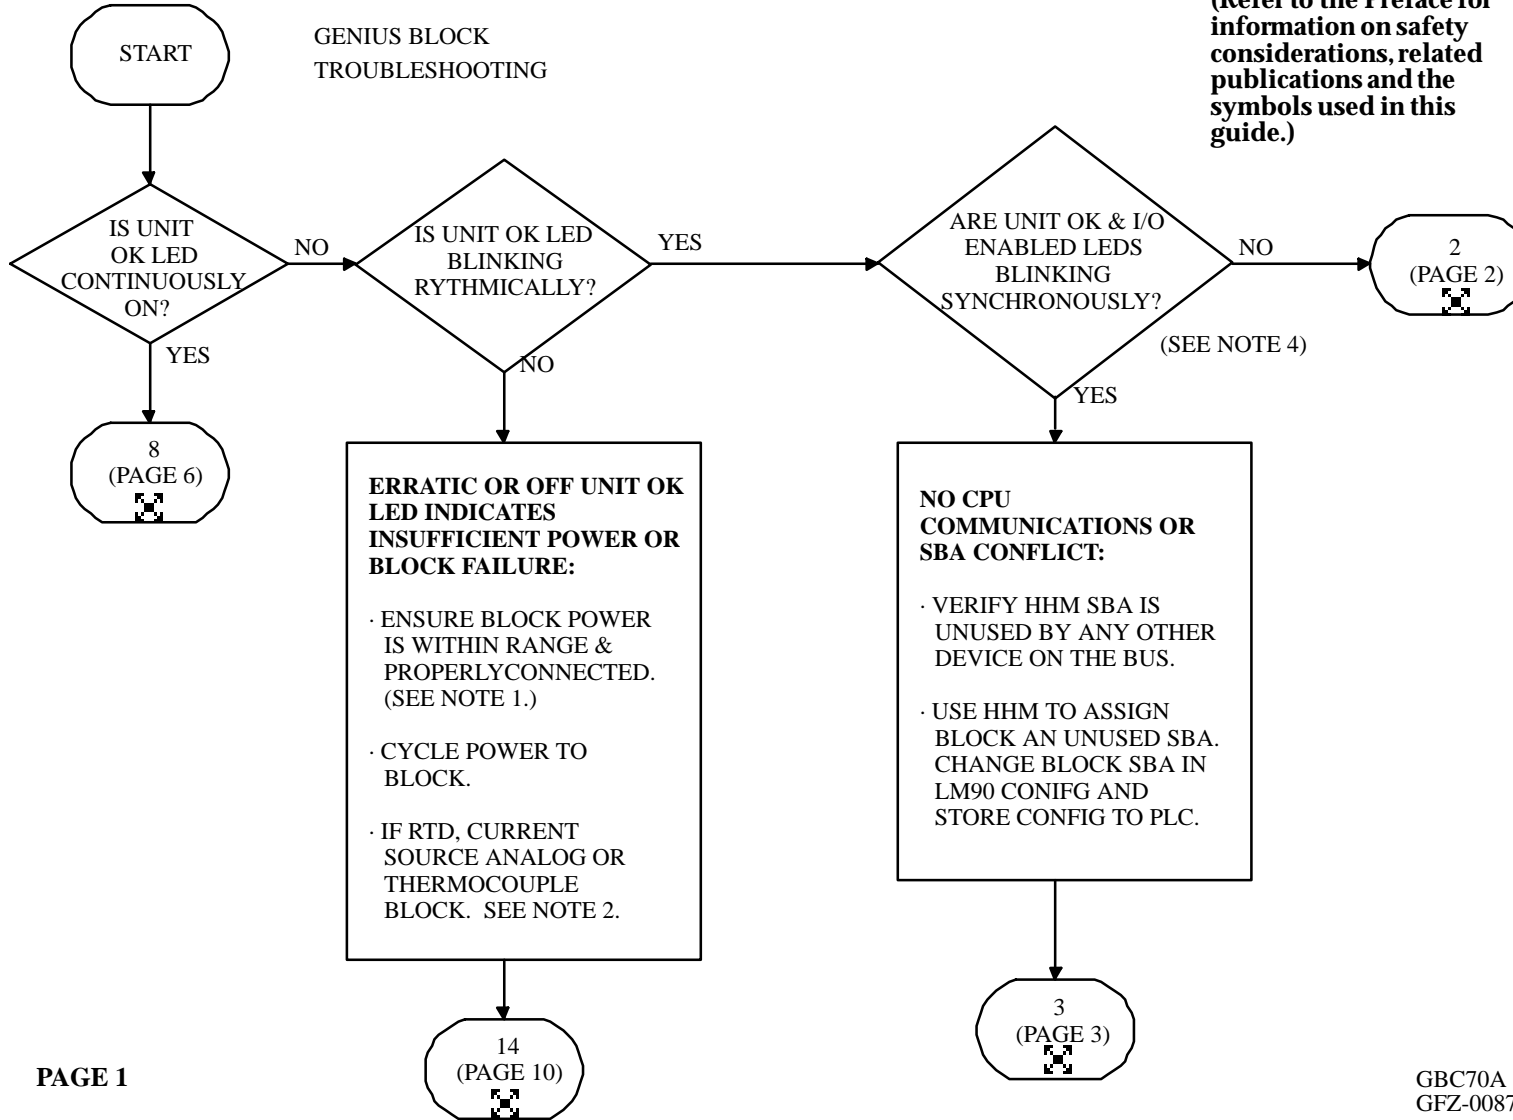 (Refer to the Preface for
information on safety
considerations, related
publications and the
symbols used in this
guide.)
START
GENIUS BLOCK
TROUBLESHOOTING
IS UNIT
OK LED
CONTINUOUSLY
ON?
NO
YES
8
(PAGE 6)
IS UNIT OK LED
BLINKING
RYTHMICALLY?
YES
NO
ARE UNIT OK & I/O
ENABLED LEDS
BLINKING
SYNCHRONOUSLY?
NO
(SEE NOTE 4)
YES
2
(PAGE 2)
ERRATIC OR OFF UNIT OK
LED INDICATES
INSUFFICIENT POWER OR
BLOCK FAILURE:
· ENSURE BLOCK POWER
IS WITHIN RANGE &
PROPERLYCONNECTED.
(SEE NOTE 1.)
· CYCLE POWER TO
BLOCK.
· IF RTD, CURRENT
SOURCE ANALOG OR
THERMOCOUPLE
BLOCK. SEE NOTE 2.
14
(PAGE 10)
NO CPU
COMMUNICATIONS OR
SBA CONFLICT:
· VERIFY HHM SBA IS
UNUSED BY ANY OTHER
DEVICE ON THE BUS.
· USE HHM TO ASSIGN
BLOCK AN UNUSED SBA.
CHANGE BLOCK SBA IN
LM90 CONIFG AND
STORE CONFIG TO PLC.
3
(PAGE 3)
PAGE 1
GBC70A
GFZ-0087